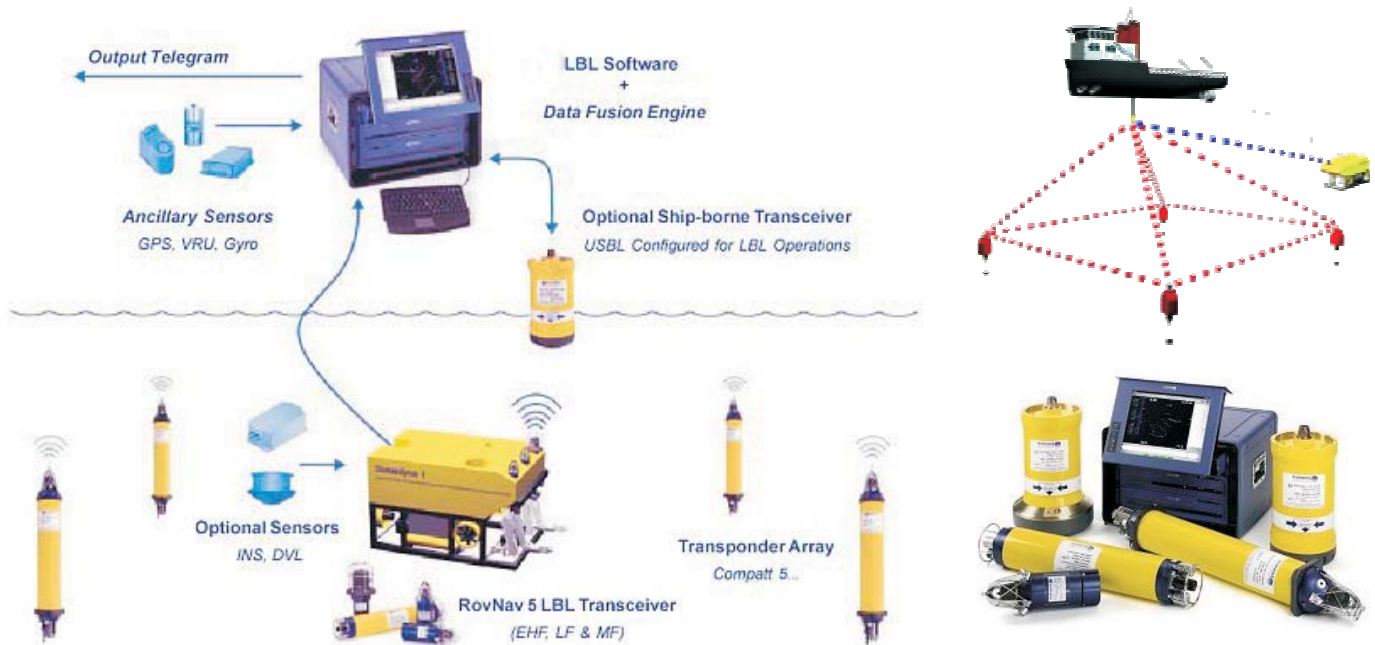 Output Telegram
LBL Software
+
Data Fusion Engine
Ancillary Sensors
GPS, VRU, Gyro
Optional Ship-borne Transceiver
USBL Configured for LBL Operations
Optional Sensors
INS, DVL
Transponder Array
Compatt 5...
RovNav 5 LBL Transceiver
(EHF, LF & MF)